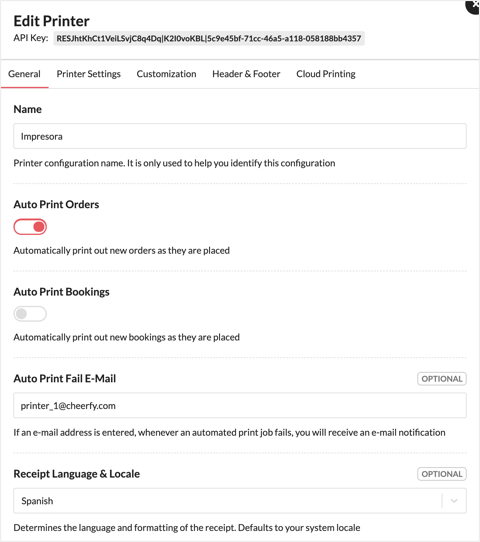 Edit Printer
API Key: RESJhtKhCt1VeiLSvjC8q4Dq|K2I0voKBL|5c9e45bf-71cc-46a5-a118-058188bb4357
General Printer Settings Customization Header & Footer Cloud Printing
Name
Impresora
Printer configuration name. It is only used to help you identify this configuration
Auto Print Orders
Automatically print out new orders as they are placed
Auto Print Bookings
Automatically print out new bookings as they are placed
Auto Print Fail E-Mail OPTIONAL
printer_1@cheerfy.com
If an e-mail address is entered, whenever an automated print job fails, you will receive an e-mail notification
Receipt Language & Locale OPTIONAL
Spanish
Determines the language and formatting of the receipt. Defaults to your system locale